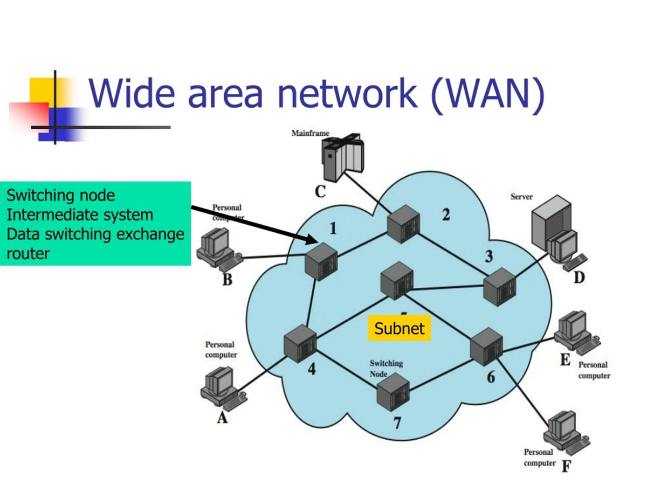 Wide area network (WAN)
Mainframe
C
Switching node
Intermediate system
Data switching exchange
router
Personal
computer
B
1
2
3
Server
D
Subnet
Personal
computer
A
4
Switching
Node
7
6
E
Personal
computer
Personal
computer
F